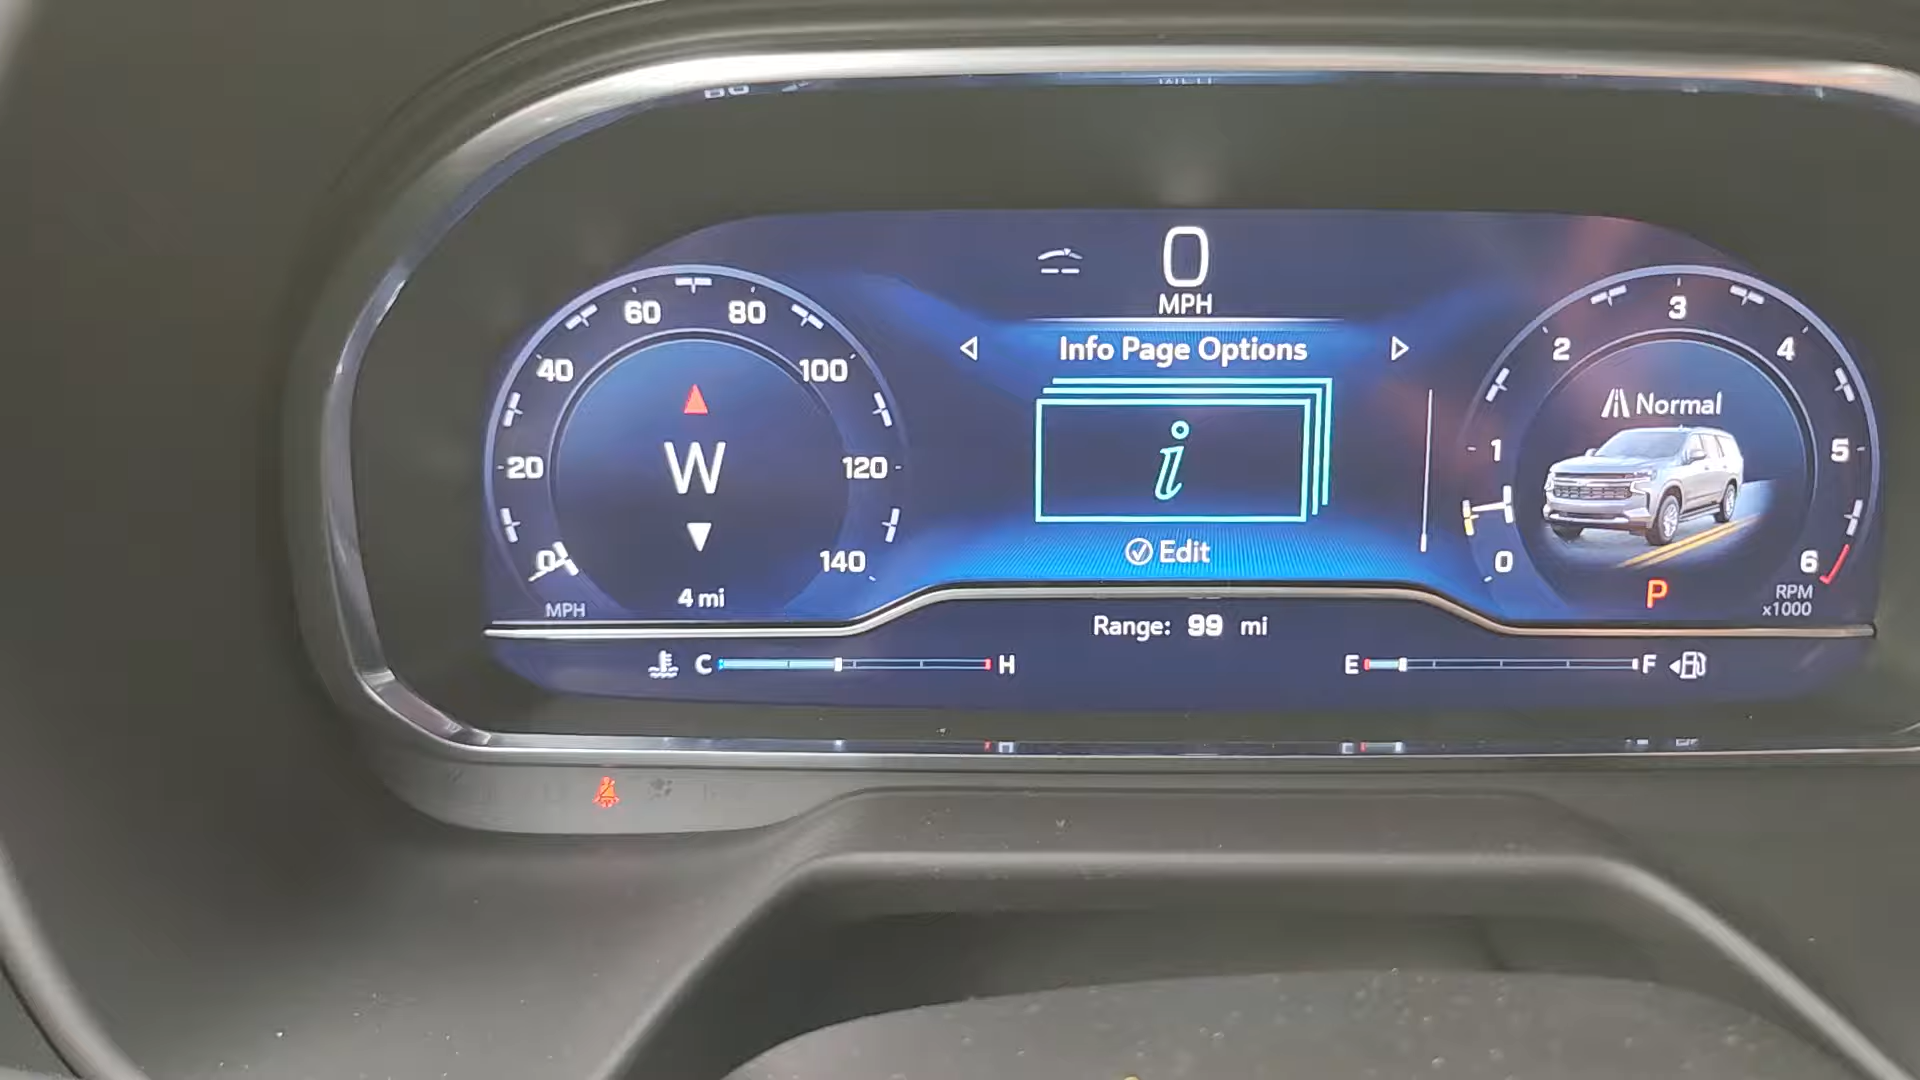 0
MPH
Info Page Options
i
Edit
60 80
40 100
20 120
0 140
MPH
W
4 mi
3
2 4
1 5
0 6
Normal
P
RPM
x1000
Range: 99 mi
C H
E F